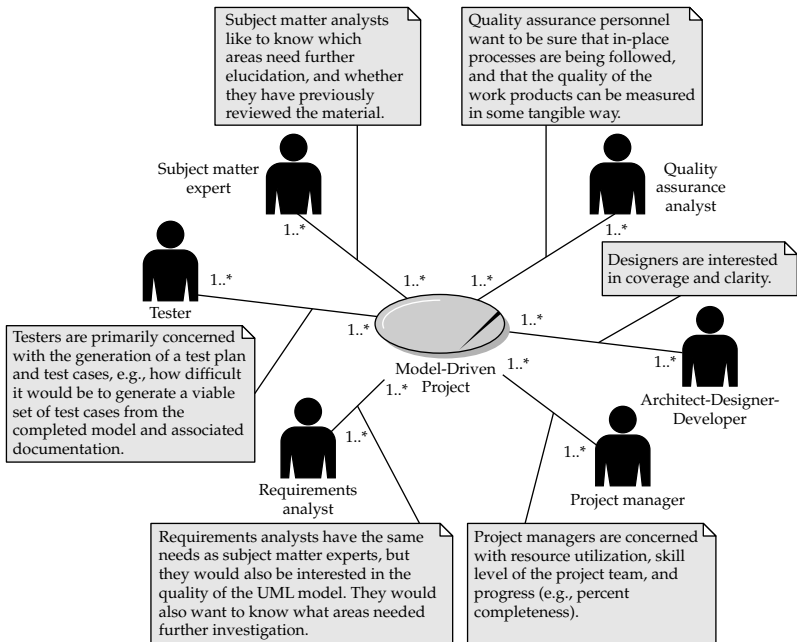 Subject matter analysts
like to know which
areas need further
elucidation, and whether
they have previously
reviewed the material.
Quality assurance personnel
want to be sure that in-place
processes are being followed,
and that the quality of the
work products can be measured
in some tangible way.
Subject matter
expert
1..*
1..*
Quality
assurance
analyst
1..*
1..*
Designers are interested
in coverage and clarity.
Tester
1..*
1..*
Testers are primarily concerned
with the generation of a test plan
and test cases, e.g., how difficult
it would be to generate a viable
set of test cases from the
completed model and associated
documentation.
Model-Driven
Project
1..*
1..*
Architect-Designer-
Developer
1..*
1..*
Requirements
analyst
1..*
1..*
Project manager
Requirements analysts have the same
needs as subject matter experts, but
they would also be interested in the
quality of the UML model. They would
also want to know what areas needed
further investigation.
Project managers are concerned
with resource utilization, skill
level of the project team, and
progress (e.g., percent
completeness).